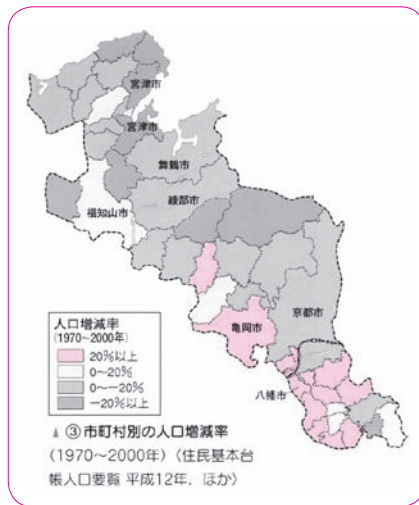 宮津市
宮津市
舞鶴市
綾部市
福知山市
京都市
亀岡市
八幡市
人口増減率
(1970~2000年)
20%以上
0~20%
0~-20%
-20%以上
▲ ③ 市町村別の人口増減率
(1970~2000年)〈住民基本台
帳人口要覧 平成12年, ほか〉